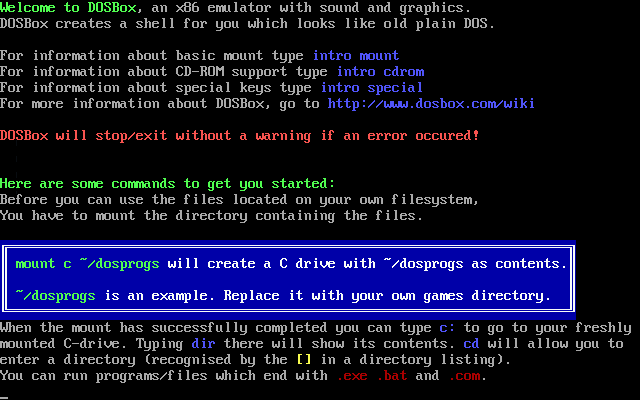 Welcome to DOSBox, an x86 emulator with sound and graphics.
DOSBox creates a shell for you which looks like old plain DOS.
For information about basic mount type intro mount
For information about CD-ROM support type intro cdrom
For information about special keys type intro special
For more information about DOSBox, go to http://www.dosbox.com/wiki
DOSBox will stop/exit without a warning if an error occured!
Here are some commands to get you started:
Before you can use the files located on your own filesystem,
You have to mount the directory containing the files.
mount c ~/dosprogs will create a C drive with ~/dosprogs as contents.
~/dosprogs is an example. Replace it with your own games directory.
When the mount has successfully completed you can type c: to go to your freshly
mounted C-drive. Typing dir there will show its contents. cd will allow you to
enter a directory (recognised by the [] in a directory listing).
You can run programs/files which end with .exe .bat and .com.